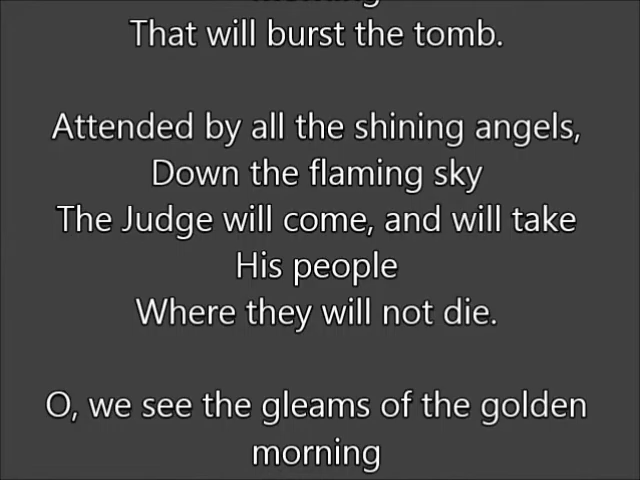 That will burst the tomb.
Attended by all the shining angels,
Down the flaming sky
The Judge will come, and will take
His people
Where they will not die.
O, we see the gleams of the golden
morning